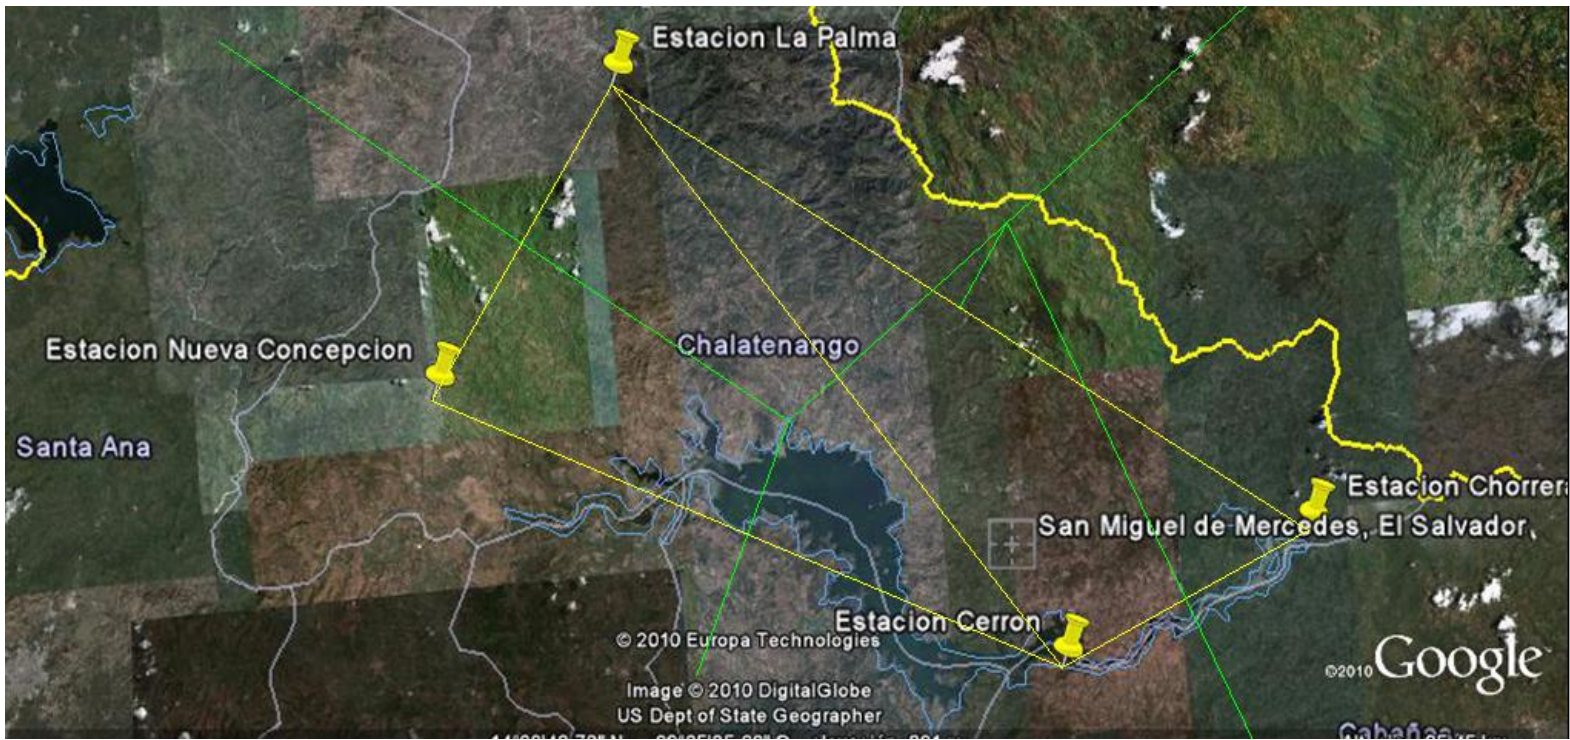 Estacion La Palma
Estacion Nueva Concepcion
Chalatenango
Santa Ana
Estacion Chorrera
San Miguel de Mercedes, El Salvador,
Estacion Cerron
© 2010 Europa Technologies
©2010 Google
Image © 2010 DigitalGlobe
US Dept of State Geographer
Cabañas